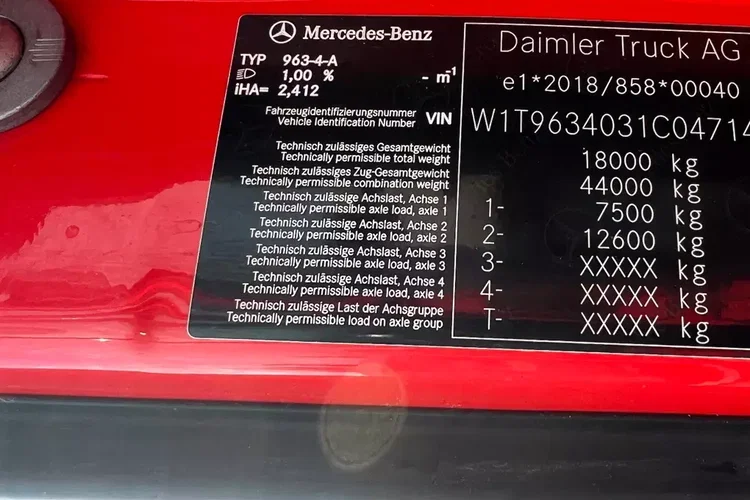 Mercedes-Benz
TYP 963-4-A
1,00 % - m⁻¹
iHA= 2,412
Fahrzeugidentifizierungsnummer
Vehicle Identification Number VIN
Technisch zulässiges Gesamtgewicht
Technically permissible total weight
Technisch zulässiges Zug-Gesamtgewicht
Technically permissible combination weight
Technisch zulässige Achslast, Achse 1
Technically permissible axle load, axle 1
Technisch zulässige Achslast, Achse 2
Technically permissible axle load, axle 2
Technisch zulässige Achslast, Achse 3
Technically permissible axle load, axle 3
Technisch zulässige Achslast, Achse 4
Technically permissible axle load, axle 4
Technisch zulässige Last der Achsgruppe
Technically permissible load on axle group
Daimler Truck AG
e1*2018/858*00040
W1T9634031C04714
18000 kg
44000 kg
1- 7500 kg
2- 12600 kg
3- XXXXX kg
4- XXXXX kg
T- XXXXX kg